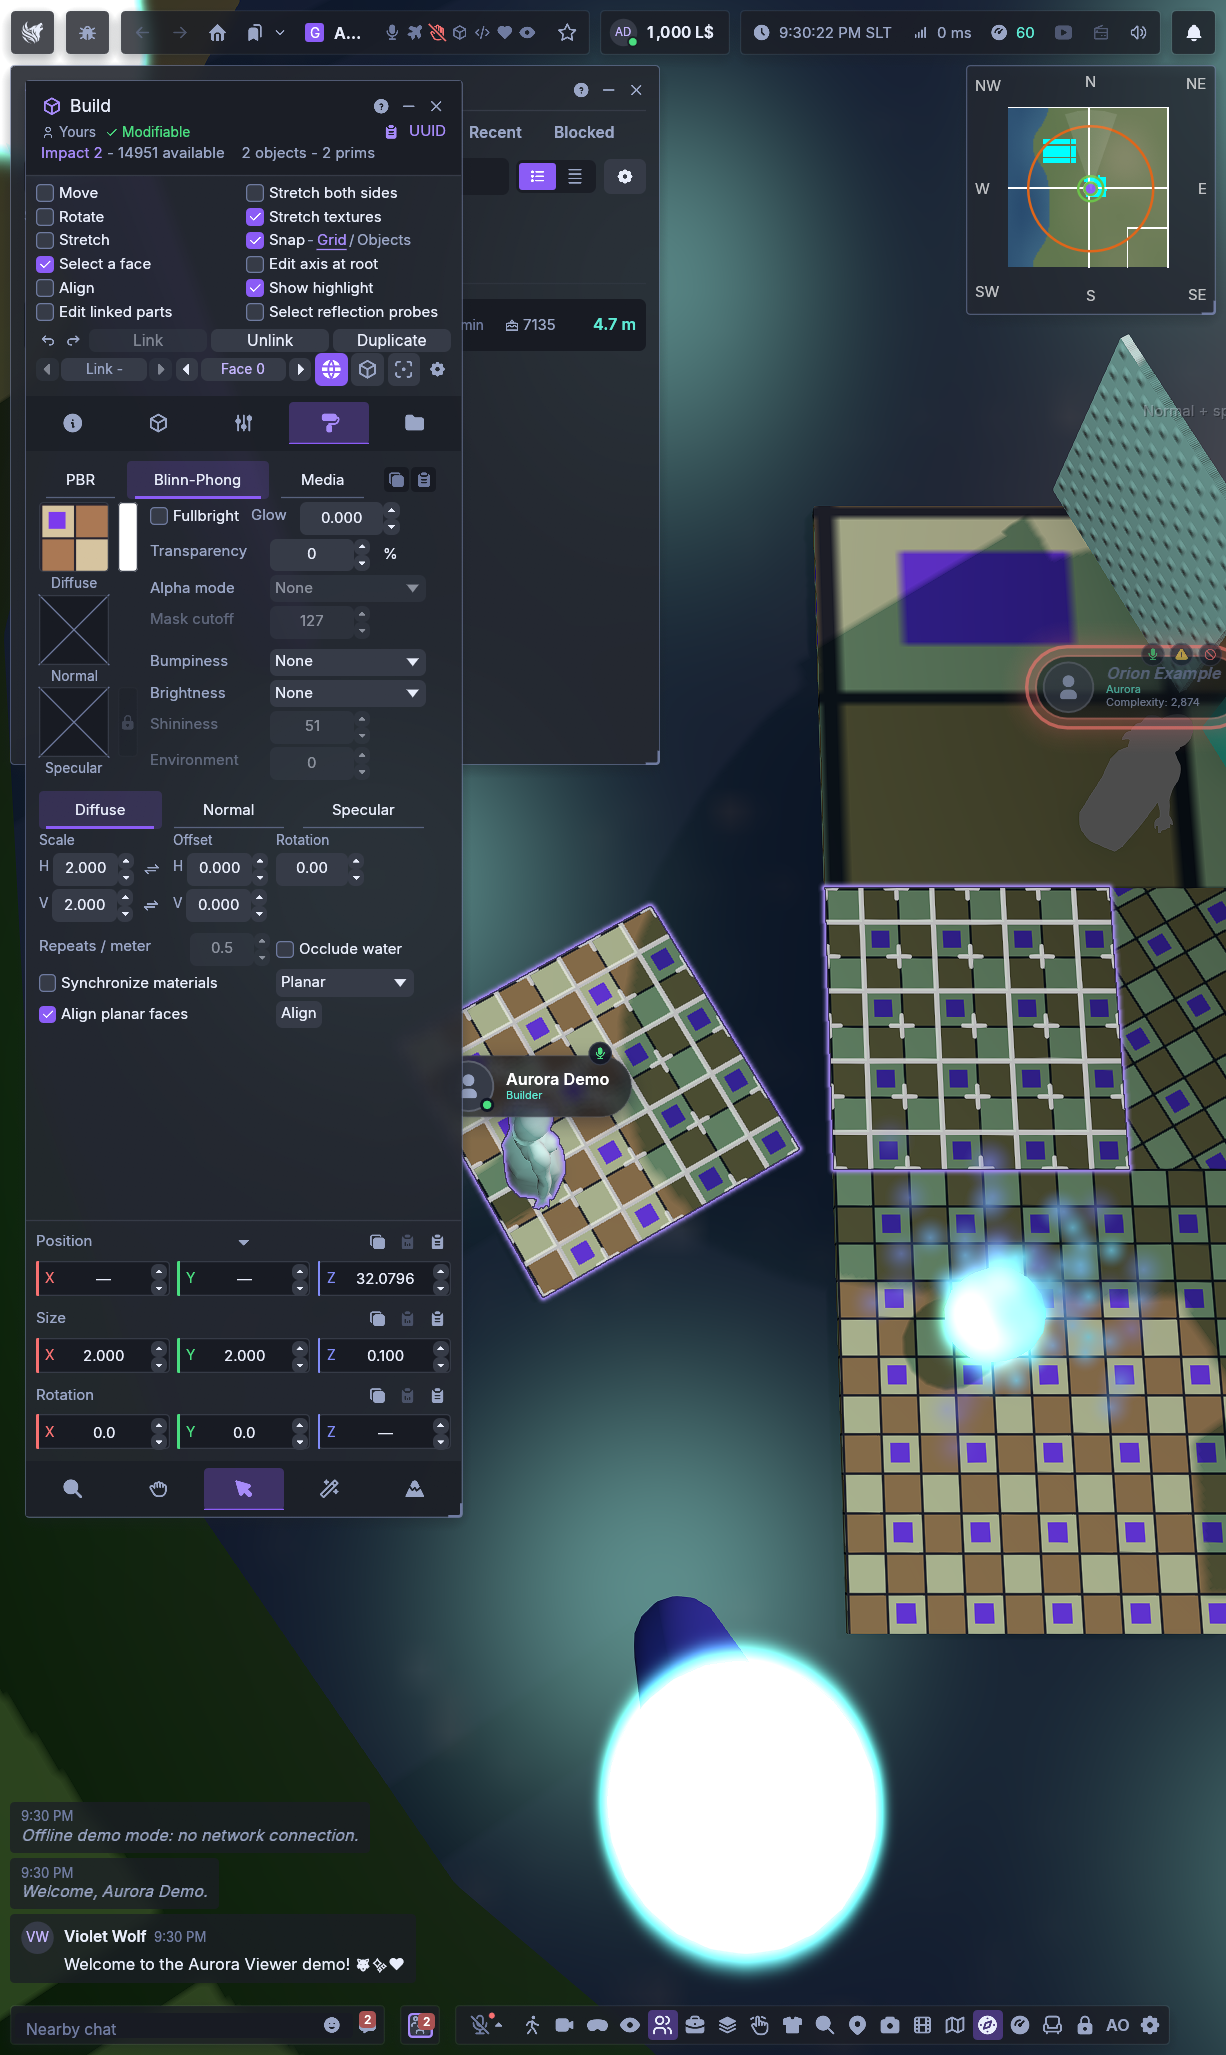 G A...
AD 1,000 L$
9:30:22 PM SLT
0 ms
60
Build
Yours Modifiable
UUID
Impact 2 - 14951 available 2 objects - 2 prims
Move
Stretch both sides
Rotate
Stretch textures
Stretch
Snap - Grid / Objects
Select a face
Edit axis at root
Align
Show highlight
Edit linked parts
Select reflection probes
Link
Unlink
Duplicate
Link -
Face 0
Recent
Blocked
min
7135
4.7 m
NW N NE
W E
SW S SE
PBR
Blinn-Phong
Media
Diffuse
Fullbright
Glow 0.000
Transparency 0 %
Alpha mode None
Mask cutoff 127
Normal
Bumpiness None
Brightness None
Shininess 51
Environment 0
Specular
Diffuse
Normal
Specular
Scale
Offset
Rotation
H 2.000
H 0.000
0.00
V 2.000
V 0.000
Repeats / meter 0.5
Occlude water
Synchronize materials
Planar
Align planar faces
Align
Position
X —
Y —
Z 32.0796
Size
X 2.000
Y 2.000
Z 0.100
Rotation
X 0.0
Y 0.0
Z —
Normal + sp
Orion Example
Aurora
Complexity: 2,874
Aurora Demo
Builder
9:30 PM
Offline demo mode: no network connection.
9:30 PM
Welcome, Aurora Demo.
VW Violet Wolf 9:30 PM
Welcome to the Aurora Viewer demo!
Nearby chat
2
2
AO